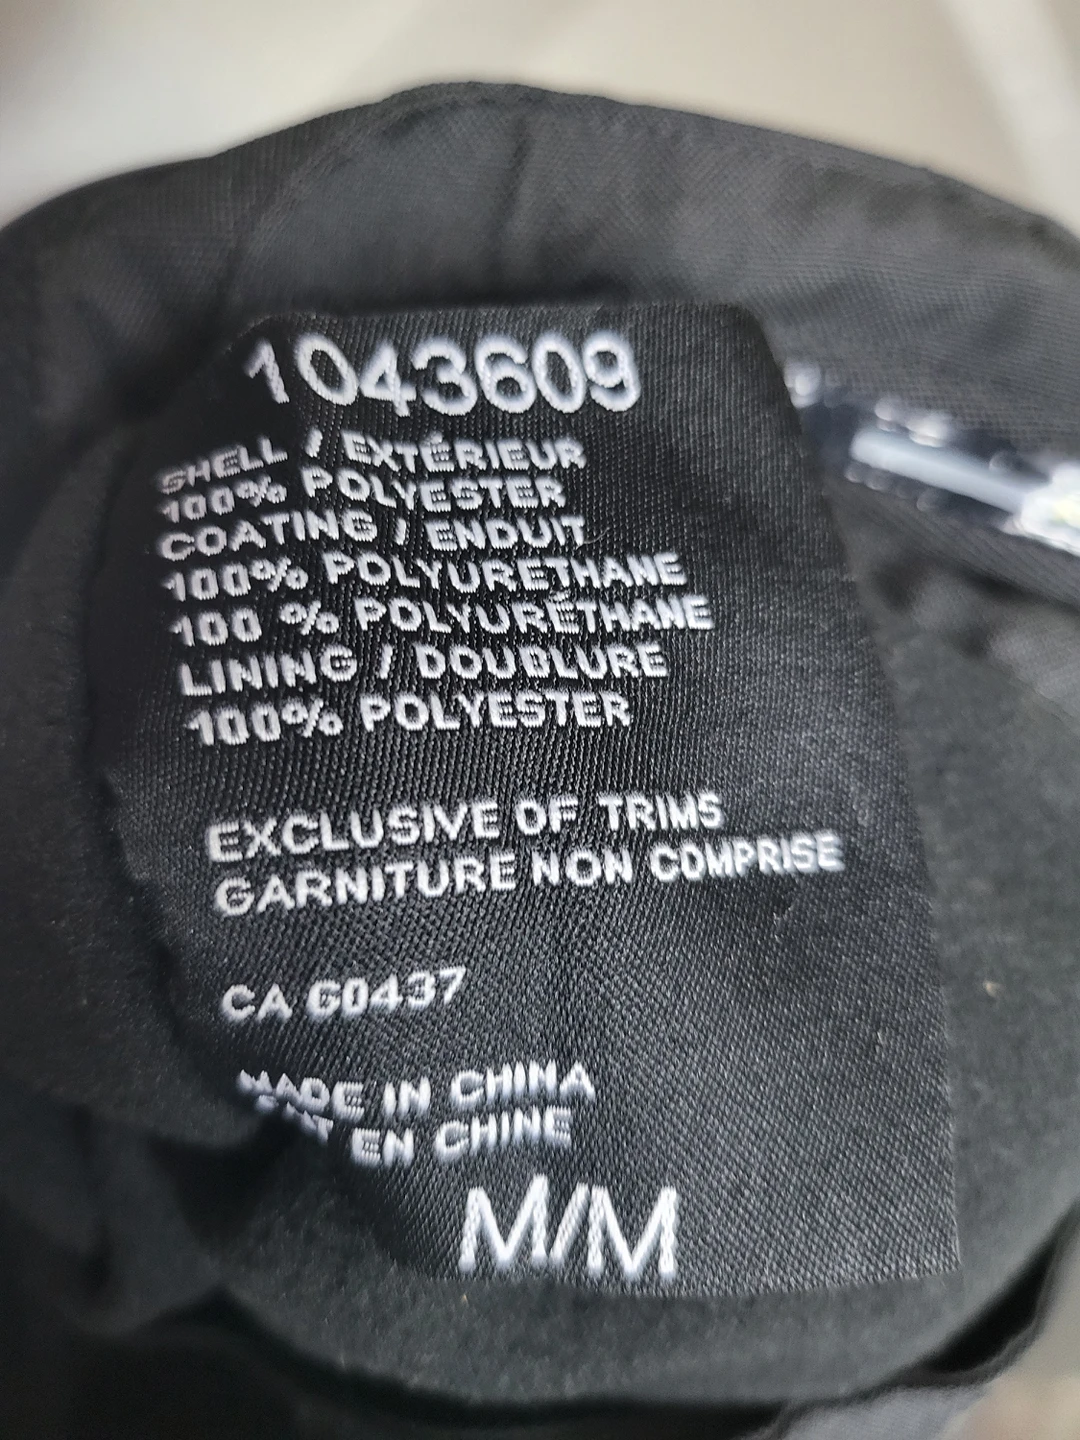 1043609
SHELL / EXTÉRIEUR
100% POLYESTER
COATING / ENDUIT
100% POLYURETHANE
100 % POLYURÉTHANE
LINING / DOUBLURE
100% POLYESTER
EXCLUSIVE OF TRIMS
GARNITURE NON COMPRISE
CA 60437
MADE IN CHINA
EN CHINE
M/M